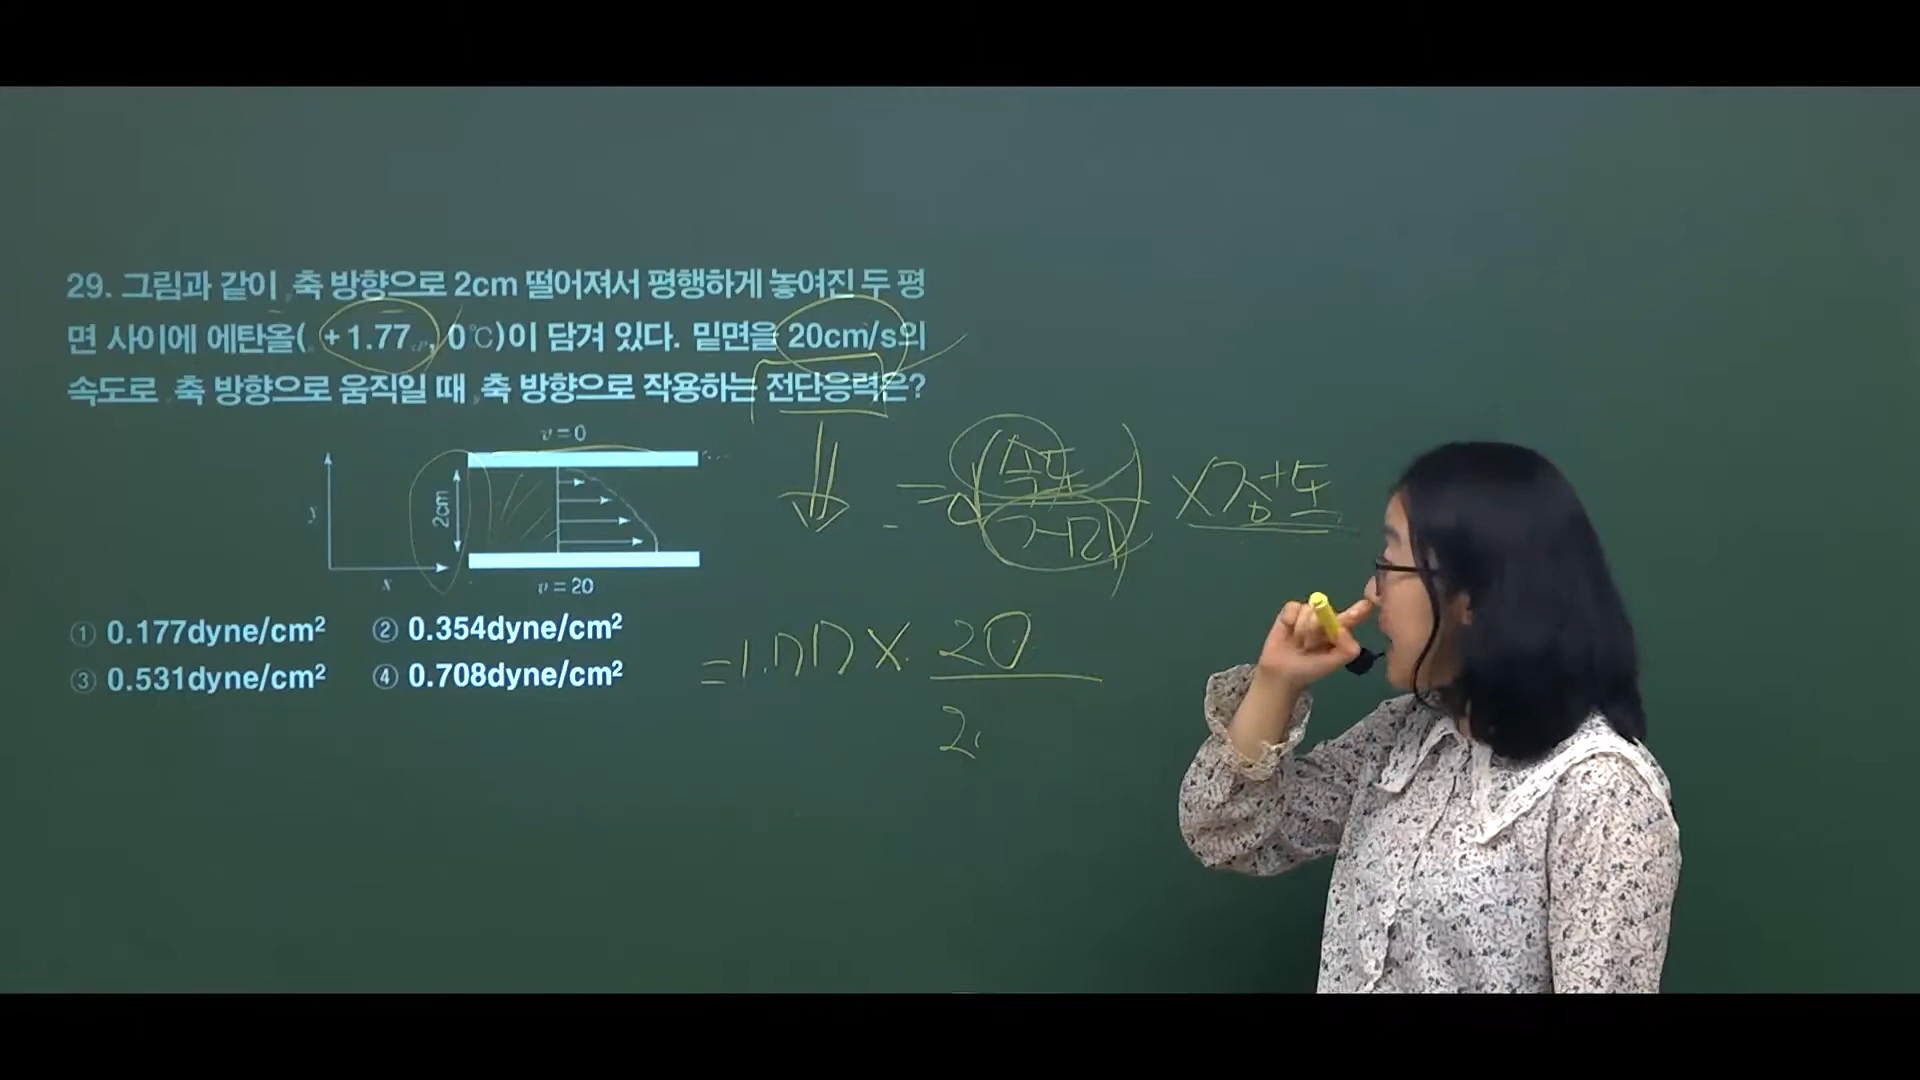 29. 그림과 같이 축 방향으로 2cm 떨어져서 평행하게 놓여진 두 평
면 사이에 에탄올( +1.77cP, 0℃)이 담겨 있다. 밑면을 20cm/s의
속도로 축 방향으로 움직일 때 축 방향으로 작용하는 전단응력은?
v=0
y
2cm
x
v=20
① 0.177dyne/cm² ② 0.354dyne/cm²
③ 0.531dyne/cm² ④ 0.708dyne/cm²
= 속도 × 점도
거리
=1.77 × 20
2